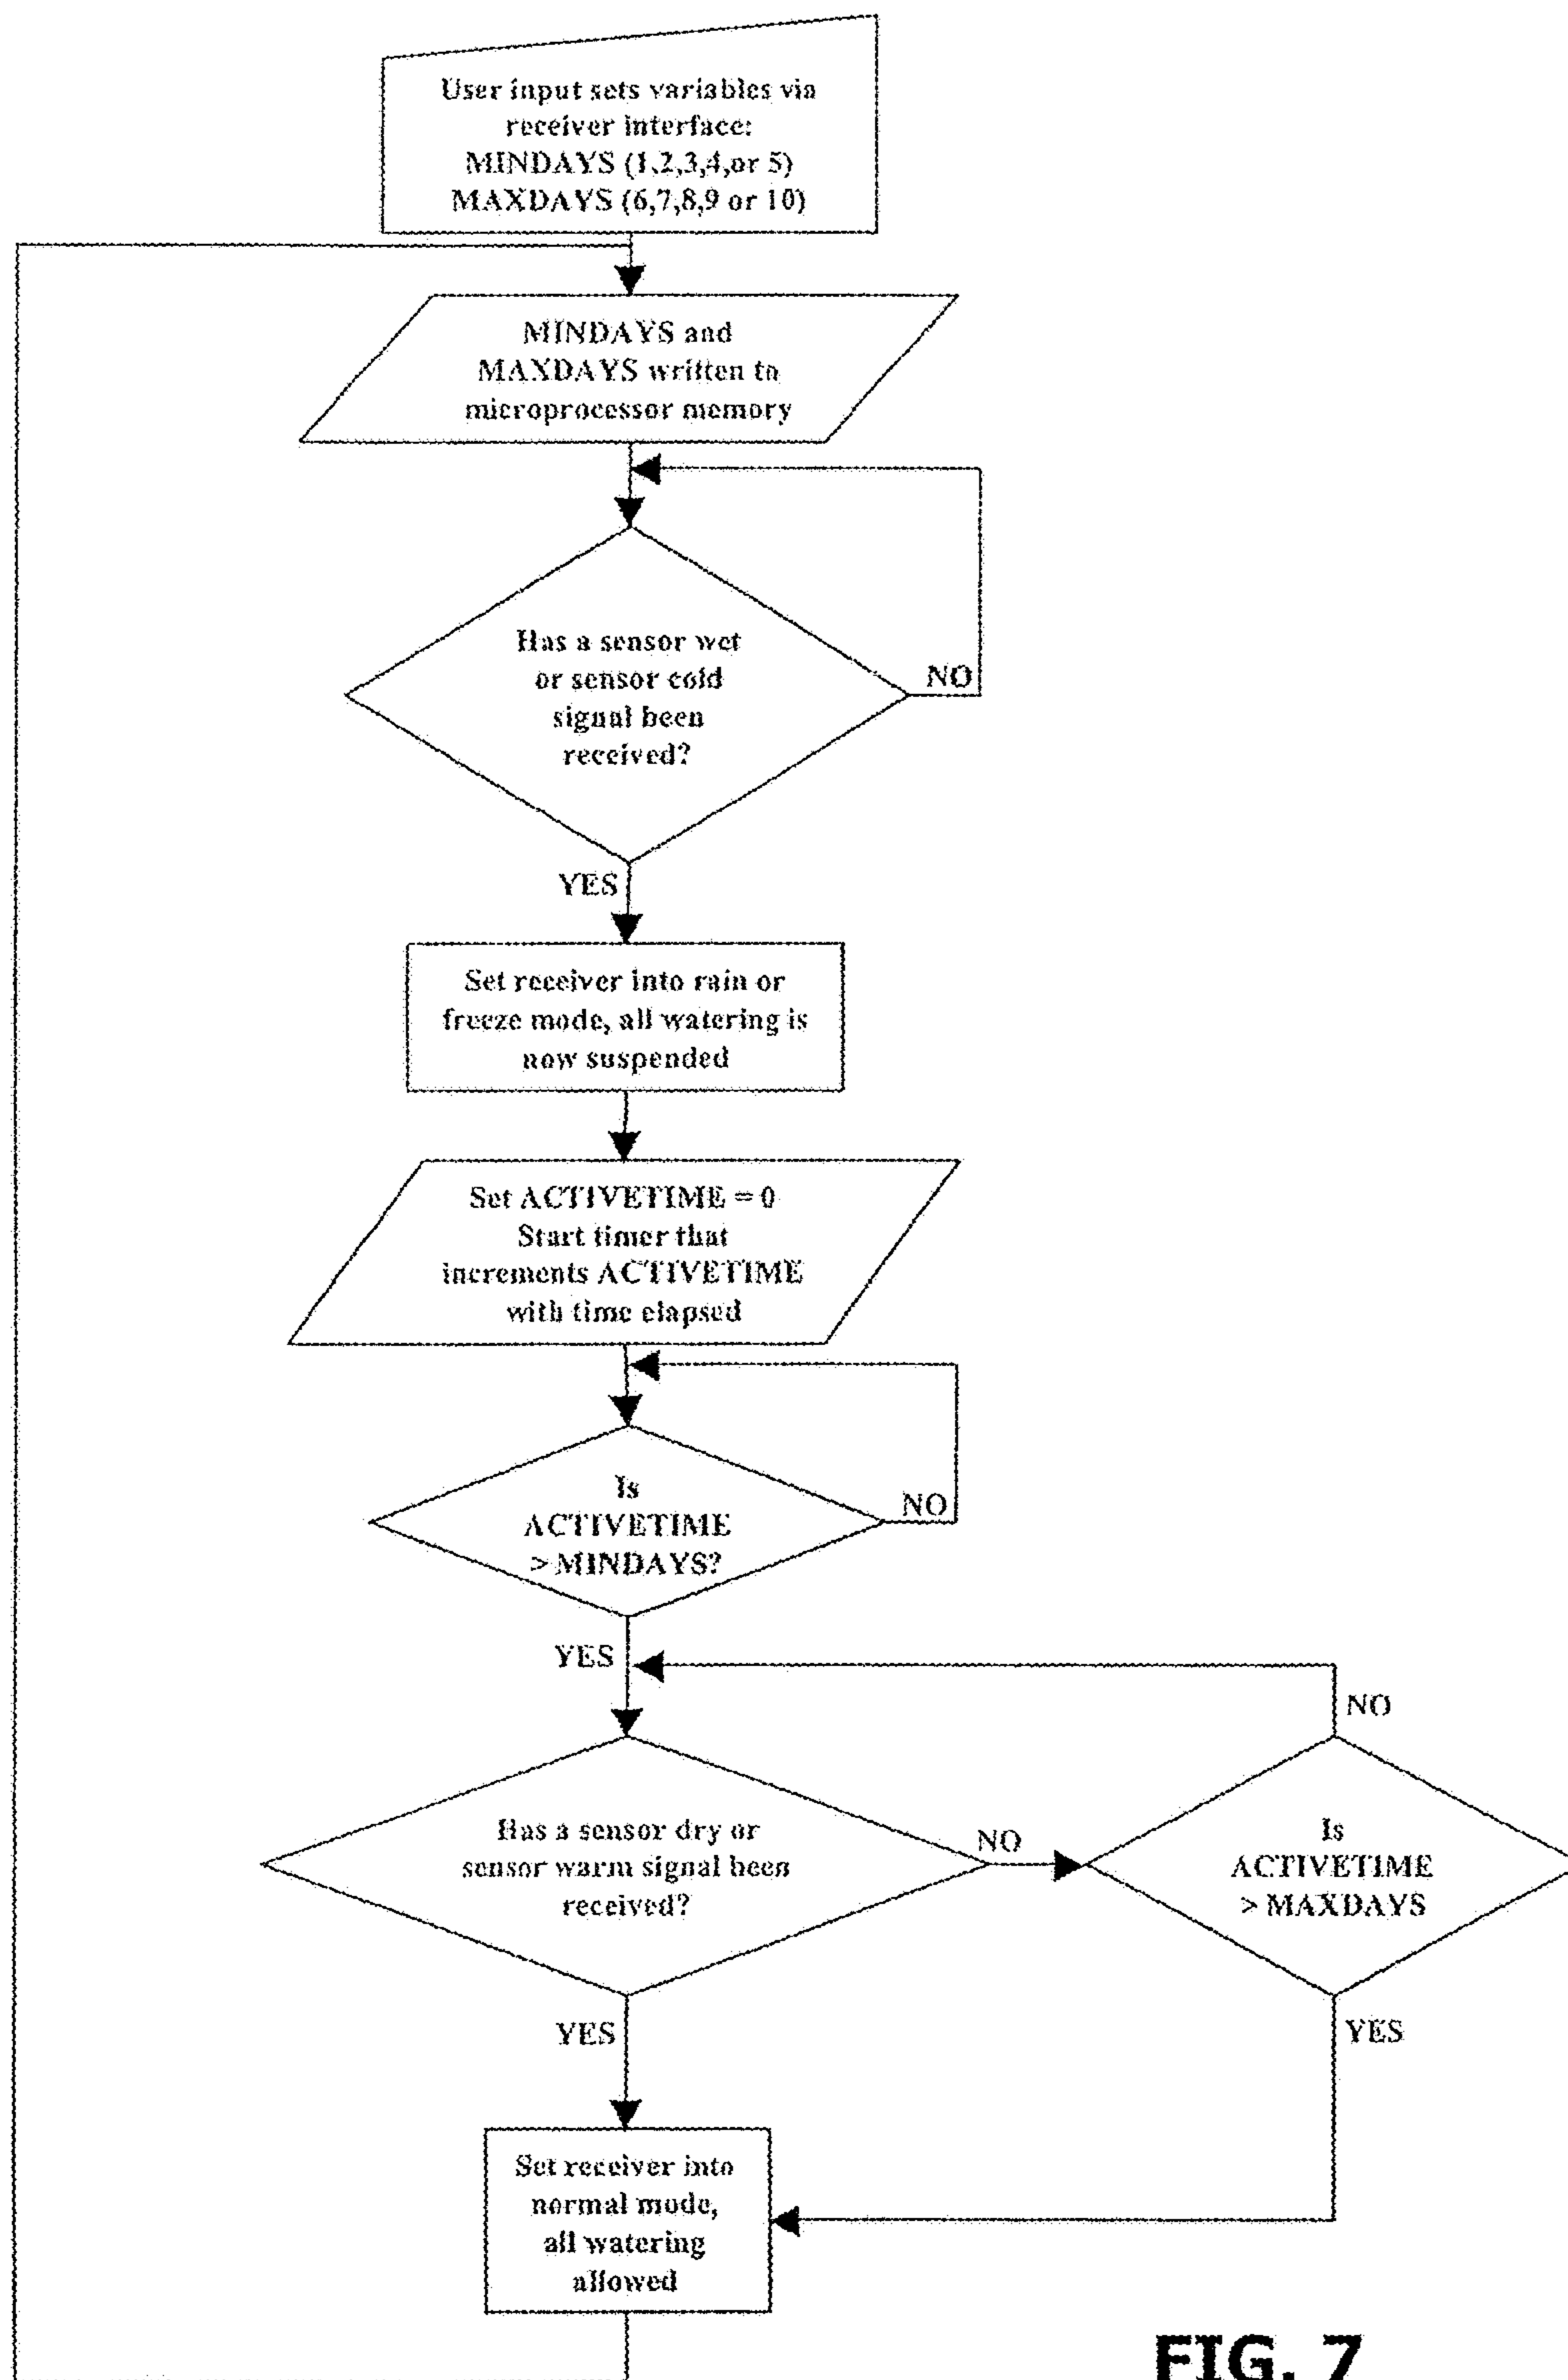 User input sets variables via
receiver interface:
MINDAYS (1,2,3,4,or 5)
MAXDAYS (6,7,8,9 or 10)
MINDAYS and
MAXDAYS written to
microprocessor memory
Has a sensor wet
or sensor cold
signal been
received?
NO
YES
Set receiver into rain or
freeze mode, all watering is
now suspended
Set ACTIVETIME = 0
Start timer that
increments ACTIVETIME
with time elapsed
Is
ACTIVETIME
> MINDAYS?
NO
YES
Has a sensor dry or
sensor warm signal been
received?
NO
Is
ACTIVETIME
> MAXDAYS
NO
YES
YES
Set receiver into
normal mode,
all watering
allowed
FIG. 7